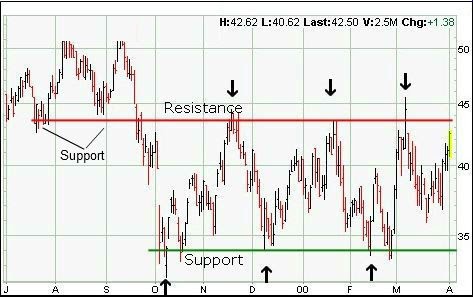 H:42.62 L:40.62 Last:42.50 V:2.5M Chg:+1.38
50
Resistance
45
Support
40
35
Support
J A S O N D 00 F M A